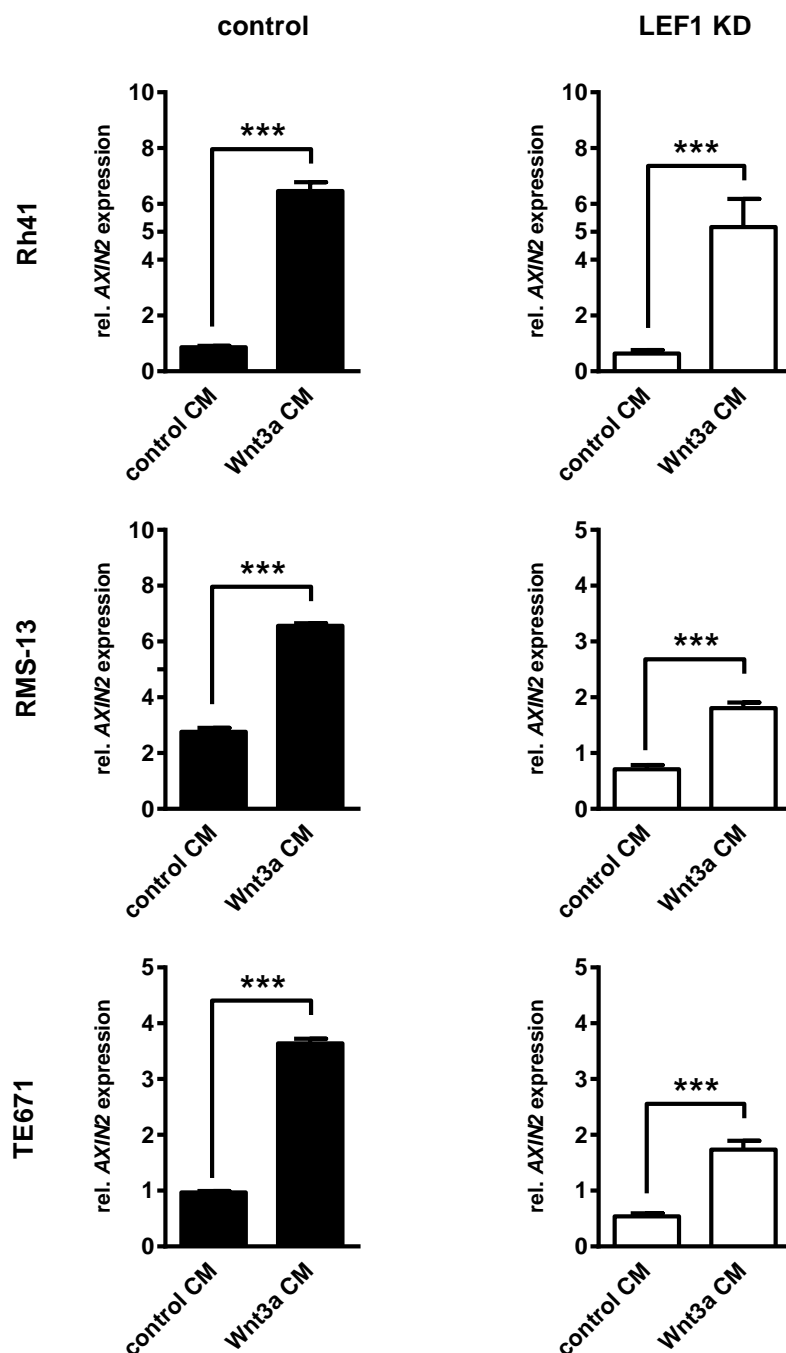 control
LEF1 KD
Rh41
rel. AXIN2 expression
10
8
6
5
4
2
0
***
control CM
Wnt3a CM
rel. AXIN2 expression
10
8
6
5
4
2
0
***
control CM
Wnt3a CM
RMS-13
rel. AXIN2 expression
10
8
6
4
2
0
***
control CM
Wnt3a CM
rel. AXIN2 expression
5
4
3
2
1
0
***
control CM
Wnt3a CM
TE671
rel. AXIN2 expression
5
4
3
2
1
0
***
control CM
Wnt3a CM
rel. AXIN2 expression
5
4
3
2
1
0
***
control CM
Wnt3a CM